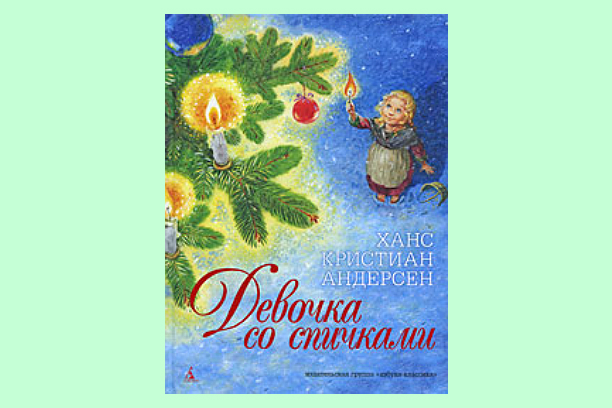 ХАНС
КРИСТИАН
АНДЕРСЕН
Девочка
со спичками
издательская группа «азбука-классика»